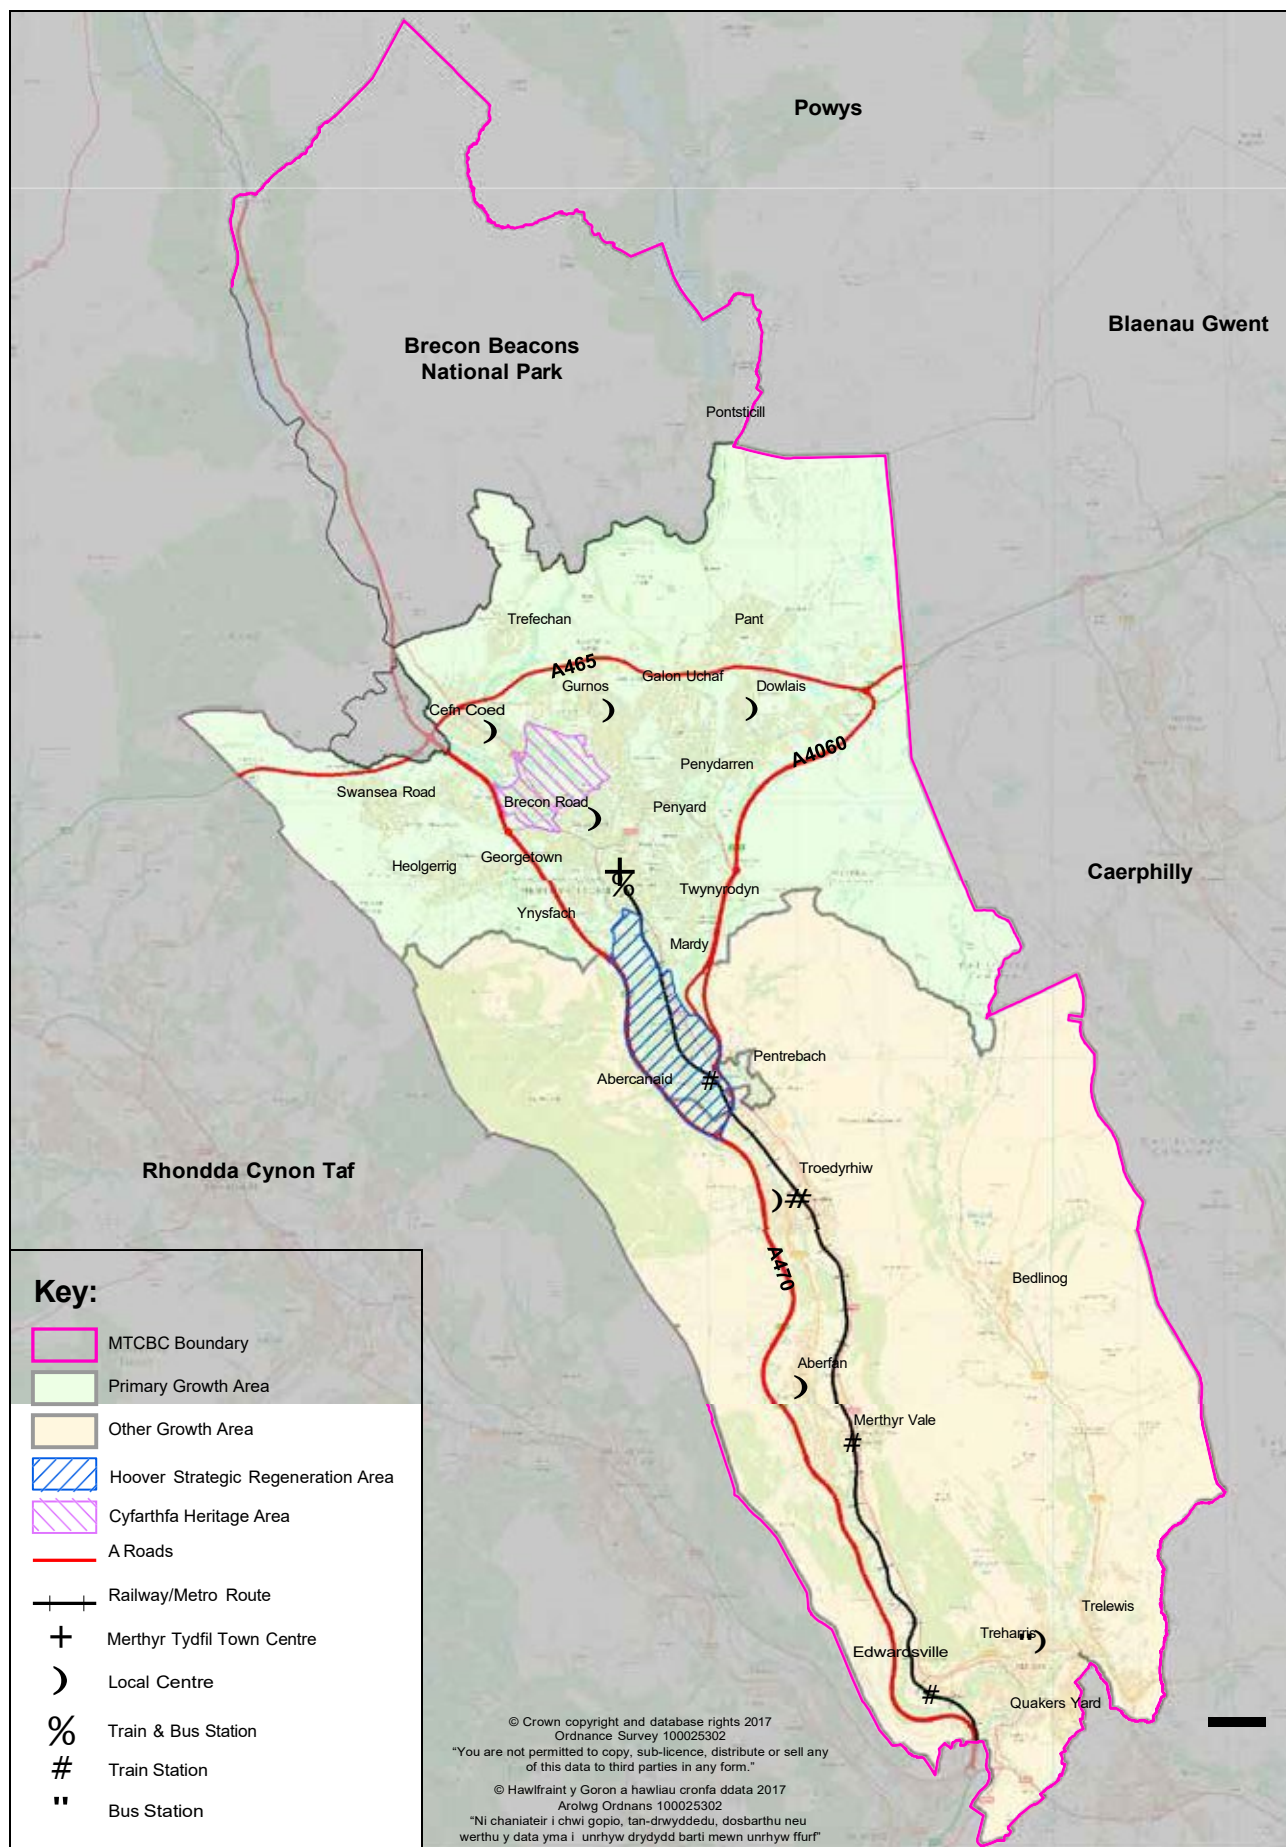 Powys
Blaenau Gwent
Brecon Beacons
National Park
Pontsticill
Trefechan
Pant
A465
Galon Uchaf
Gurnos
Dowlais
Cefn Coed
A4060
Penydarren
Swansea Road
Brecon Road
Penyard
Georgetown
Heolgerrig
Caerphilly
Twynyrodyn
Ynysfach
Mardy
Pentrebach
Abercanaid
Rhondda Cynon Taf
Troedyrhiw
A470
Bedlinog
Aberfan
Merthyr Vale
Trelewis
Treharris
Edwardsville
Quakers Yard
Key:
MTCBC Boundary
Primary Growth Area
Other Growth Area
Hoover Strategic Regeneration Area
Cyfarthfa Heritage Area
A Roads
Railway/Metro Route
Merthyr Tydfil Town Centre
Local Centre
% Train & Bus Station
# Train Station
" Bus Station
© Crown copyright and database rights 2017
Ordnance Survey 100025302
“You are not permitted to copy, sub-licence, distribute or sell any
of this data to third parties in any form.”
© Hawlfraint y Goron a hawliau cronfa ddata 2017
Arolwg Ordnans 100025302
“Ni chaniateir i chwi gopio, tan-drwyddedu, dosbarthu neu
werthu y data yma i unrhyw drydydd barti mewn unrhyw ffurf”